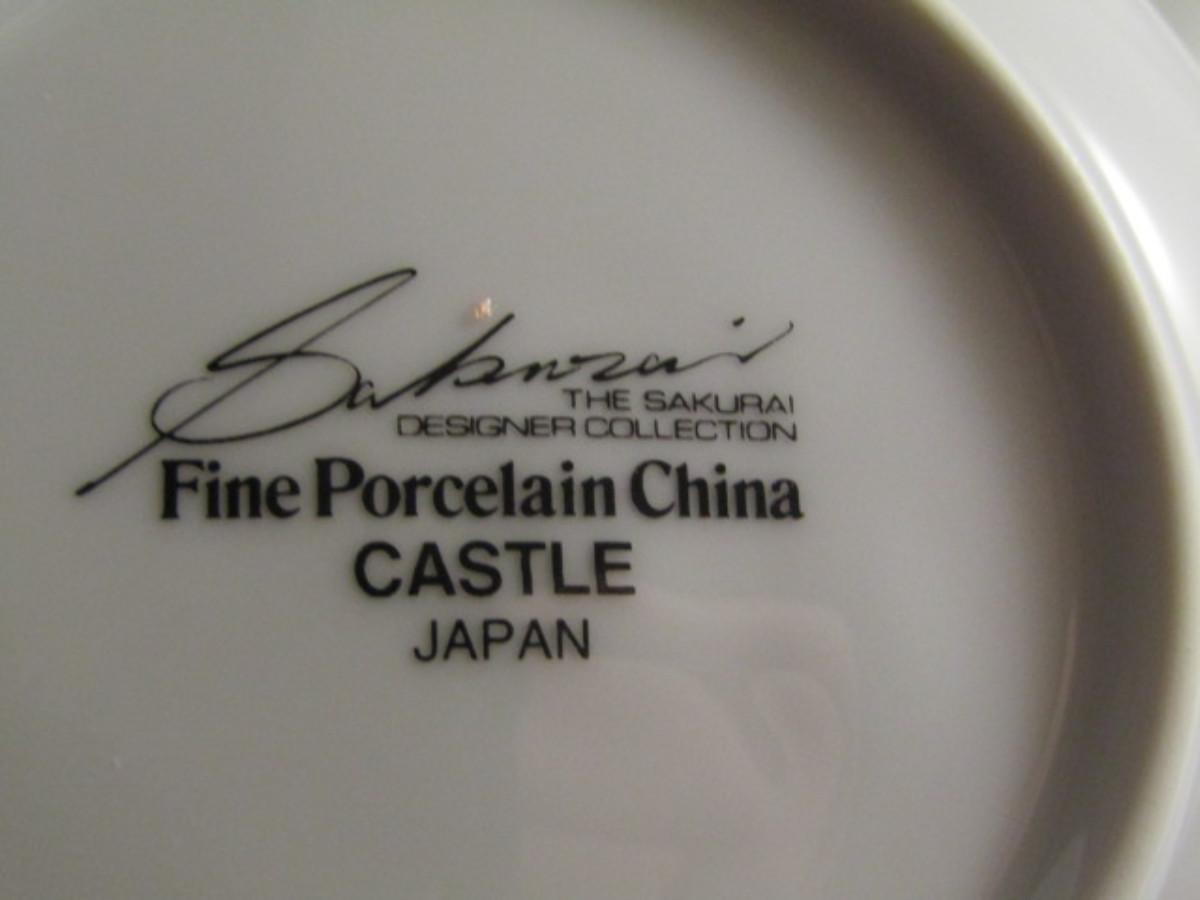 Sakurai
THE SAKURAI
DESIGNER COLLECTION
Fine Porcelain China
CASTLE
JAPAN